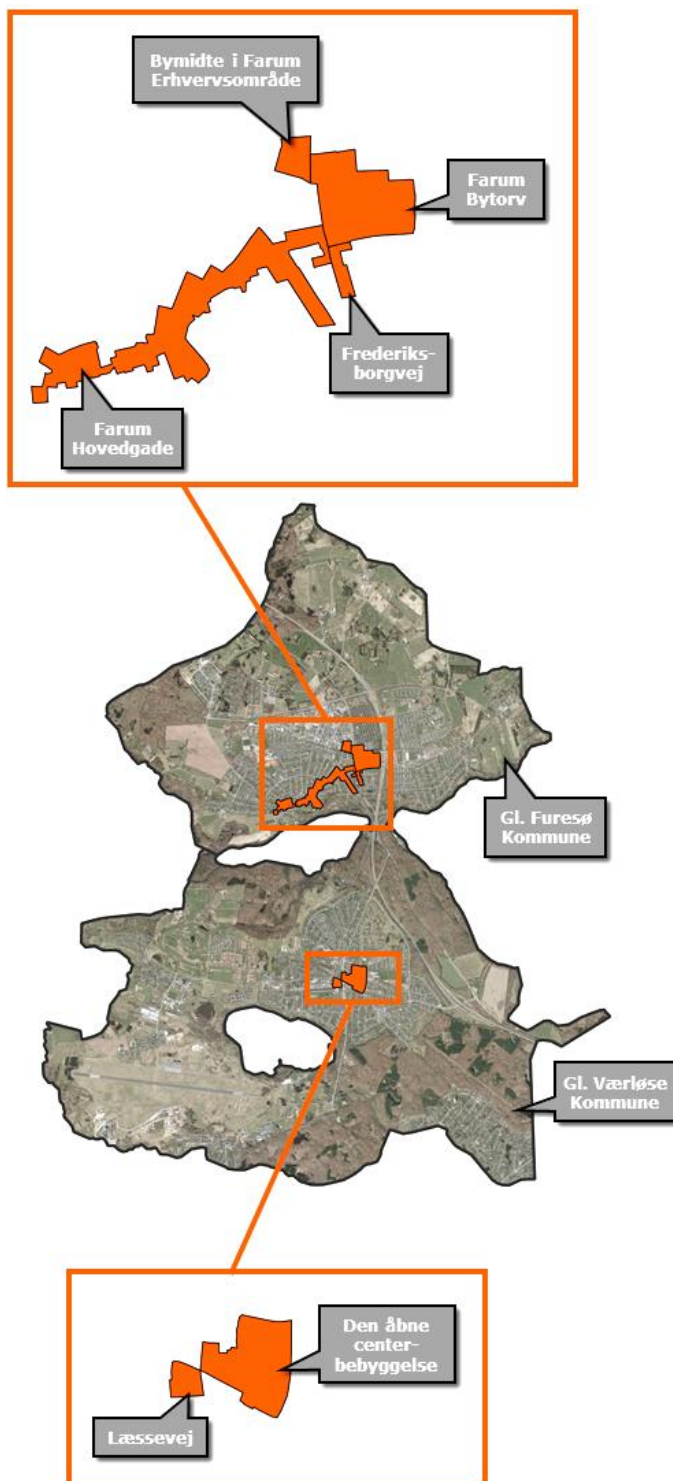 Bymidte i Farum
Erhvervsområde
Farum
Bytorv
Frederiks-
borgvej
Farum
Hovedgade
Gl. Furesø
Kommune
Gl. Værløse
Kommune
Den åbne
center-
bebyggelse
Læssevej